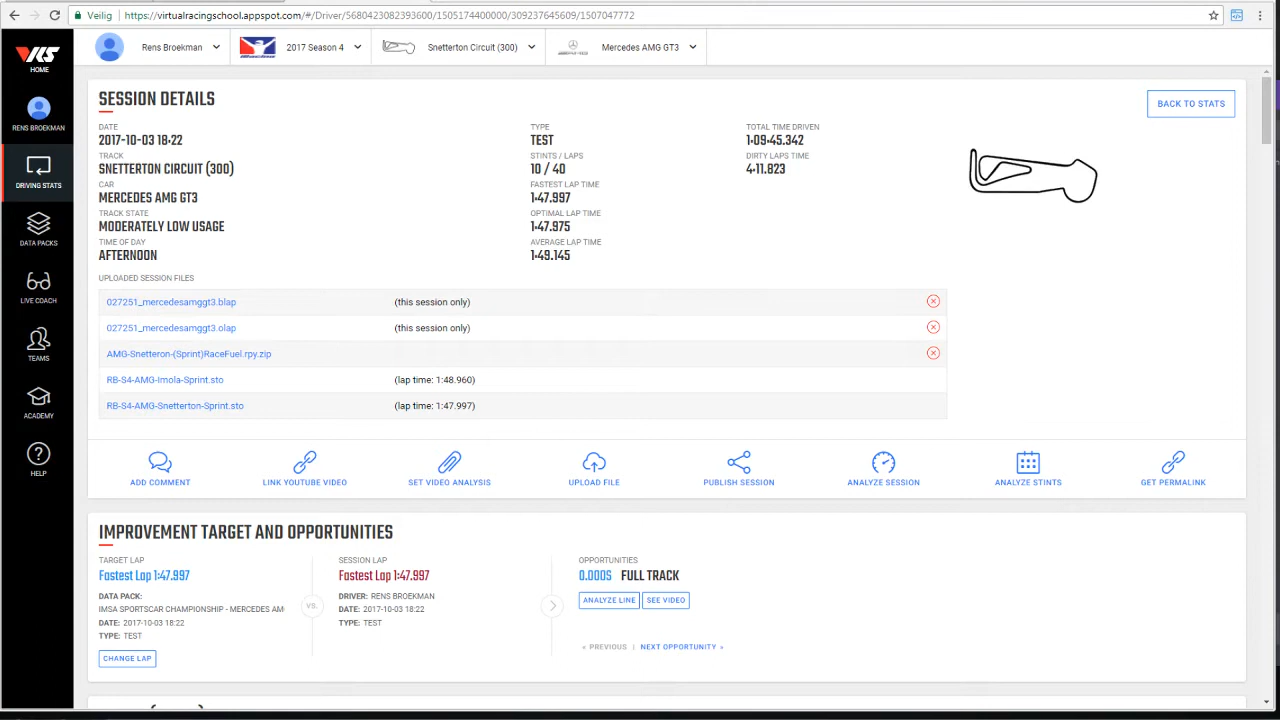 Veilig https://virtualracingschool.appspot.com/#/Driver/5680423082393600/1505174400000/309237645609/1507047772
VRS
HOME
Rens Broekman
2017 Season 4
Snetterton Circuit (300)
Mercedes AMG GT3
RENS BROEKMAN
DRIVING STATS
DATA PACKS
LIVE COACH
TEAMS
ACADEMY
HELP
SESSION DETAILS
BACK TO STATS
DATE
2017-10-03 18:22
TRACK
SNETTERTON CIRCUIT (300)
CAR
MERCEDES AMG GT3
TRACK STATE
MODERATELY LOW USAGE
TIME OF DAY
AFTERNOON
TYPE
TEST
STINTS / LAPS
10 / 40
FASTEST LAP TIME
1:47.997
OPTIMAL LAP TIME
1:47.975
AVERAGE LAP TIME
1:49.145
TOTAL TIME DRIVEN
1:09:45.342
DIRTY LAPS TIME
4:11.823
UPLOADED SESSION FILES
027251_mercedesamggt3.blap (this session only)
027251_mercedesamggt3.olap (this session only)
AMG-Snetteron-(Sprint)RaceFuel.rpy.zip
RB-S4-AMG-Imola-Sprint.sto (lap time: 1:48.960)
RB-S4-AMG-Snetterton-Sprint.sto (lap time: 1:47.997)
ADD COMMENT
LINK YOUTUBE VIDEO
SET VIDEO ANALYSIS
UPLOAD FILE
PUBLISH SESSION
ANALYZE SESSION
ANALYZE STINTS
GET PERMALINK
IMPROVEMENT TARGET AND OPPORTUNITIES
TARGET LAP
Fastest Lap 1:47.997
DATA PACK:
IMSA SPORTSCAR CHAMPIONSHIP - MERCEDES AM
DATE: 2017-10-03 18:22
TYPE: TEST
CHANGE LAP
VS.
SESSION LAP
Fastest Lap 1:47.997
DRIVER: RENS BROEKMAN
DATE: 2017-10-03 18:22
TYPE: TEST
OPPORTUNITIES
0.000S FULL TRACK
ANALYZE LINE SEE VIDEO
« PREVIOUS | NEXT OPPORTUNITY »